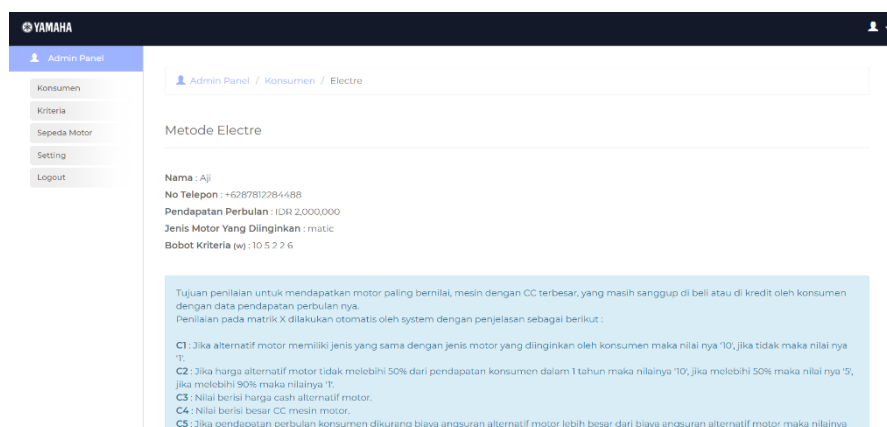 YAMAHA
Admin Panel
Konsumen
Kriteria
Sepeda Motor
Setting
Logout
Admin Panel / Konsumen / Electre
Metode Electre
Nama : Aji
No Telepon : +6287812284488
Pendapatan Perbulan : IDR 2,000,000
Jenis Motor Yang Diinginkan : matic
Bobot Kriteria (w) : 10 5 2 2 6
Tujuan penilaian untuk mendapatkan motor paling bernilai, mesin dengan CC terbesar, yang masih sanggup di beli atau di kredit oleh konsumen
dengan data pendapatan perbulan nya.
Penilaian pada matrik X dilakukan otomatis oleh system dengan penjelasan sebagai berikut :
C1 : Jika alternatif motor memiliki jenis yang sama dengan jenis motor yang diinginkan oleh konsumen maka nilai nya '10', jika tidak maka nilai nya
'1'.
C2 : Jika harga alternatif motor tidak melebihi 50% dari pendapatan konsumen dalam 1 tahun maka nilainya '10', jika melebihi 50% maka nilai nya '5',
jika melebihi 90% maka nilainya '1'.
C3 : Nilai berisi harga cash alternatif motor.
C4 : Nilai berisi besar CC mesin motor.
C5 : Jika pendapatan perbulan konsumen dikurang biaya angsuran alternatif motor lebih besar dari biaya angsuran alternatif motor maka nilainya